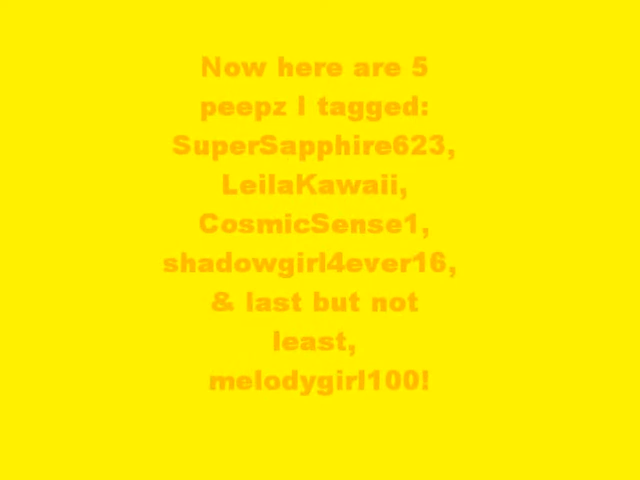 Now here are 5
peepz I tagged:
SuperSapphire623,
LeilaKawaii,
CosmicSense1,
shadowgirl4ever16,
& last but not
least,
melodygirl100!